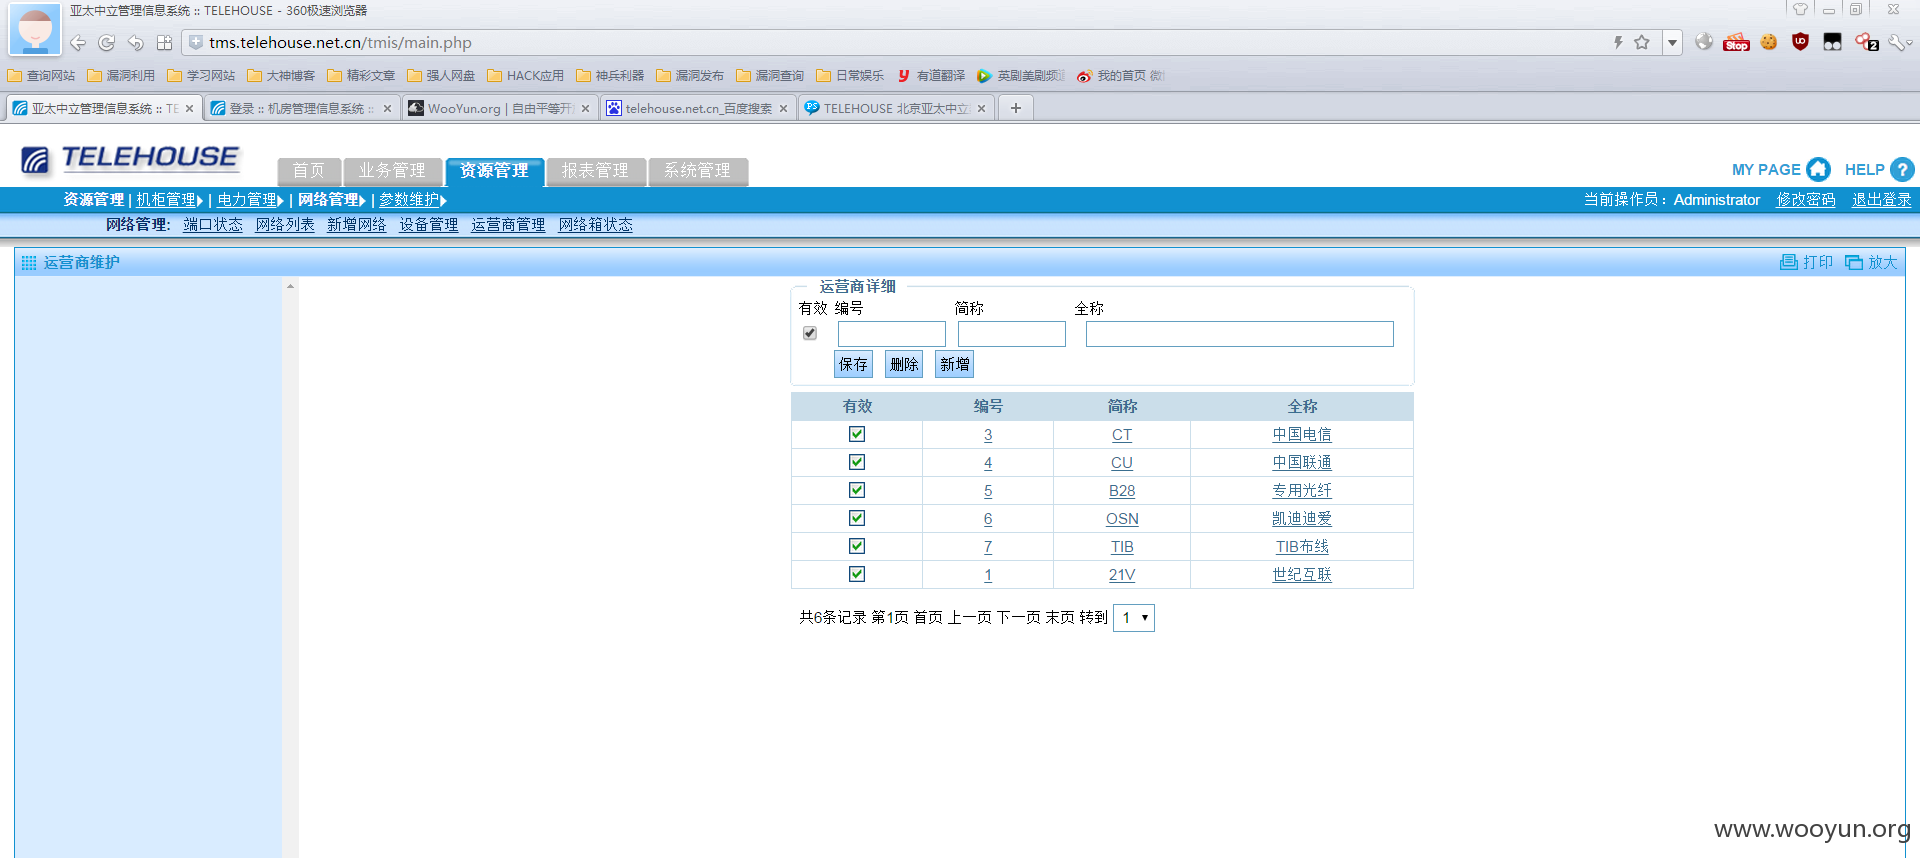 亚太中立管理信息系统 :: TELEHOUSE - 360极速浏览器
tms.telehouse.net.cn/tmis/main.php
Stop
2
查询网站 漏洞利用 学习网站 大神博客 精彩文章 强人网盘 HACK应用 神兵利器 漏洞发布 漏洞查询 日常娱乐 有道翻译 英剧美剧频道 我的首页 微
亚太中立管理信息系统 :: TE 登录 :: 机房管理信息系统 :: WooYun.org | 自由平等开 telehouse.net.cn_百度搜索 TELEHOUSE 北京亚太中立
TELEHOUSE
首页 业务管理 资源管理 报表管理 系统管理
MY PAGE HELP ?
资源管理 | 机柜管理 | 电力管理 | 网络管理 | 参数维护
当前操作员： Administrator 修改密码 退出登录
网络管理: 端口状态 网络列表 新增网络 设备管理 运营商管理 网络箱状态
运营商维护
打印 放大
运营商详细
有效 编号 简称 全称
保存 删除 新增
有效 编号 简称 全称
3 CT 中国电信
4 CU 中国联通
5 B28 专用光纤
6 OSN 凯迪迪爱
7 TIB TIB布线
1 21V 世纪互联
共6条记录 第1页 首页 上一页 下一页 末页 转到 1
www.wooyun.org